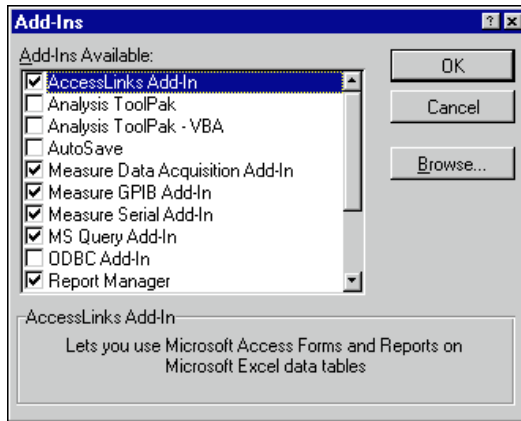 Add-Ins
Add-Ins Available:
AccessLinks Add-In
Analysis ToolPak
Analysis ToolPak - VBA
AutoSave
Measure Data Acquisition Add-In
Measure GPIB Add-In
Measure Serial Add-In
MS Query Add-In
ODBC Add-In
Report Manager
OK
Cancel
Browse...
AccessLinks Add-In
Lets you use Microsoft Access Forms and Reports on
Microsoft Excel data tables